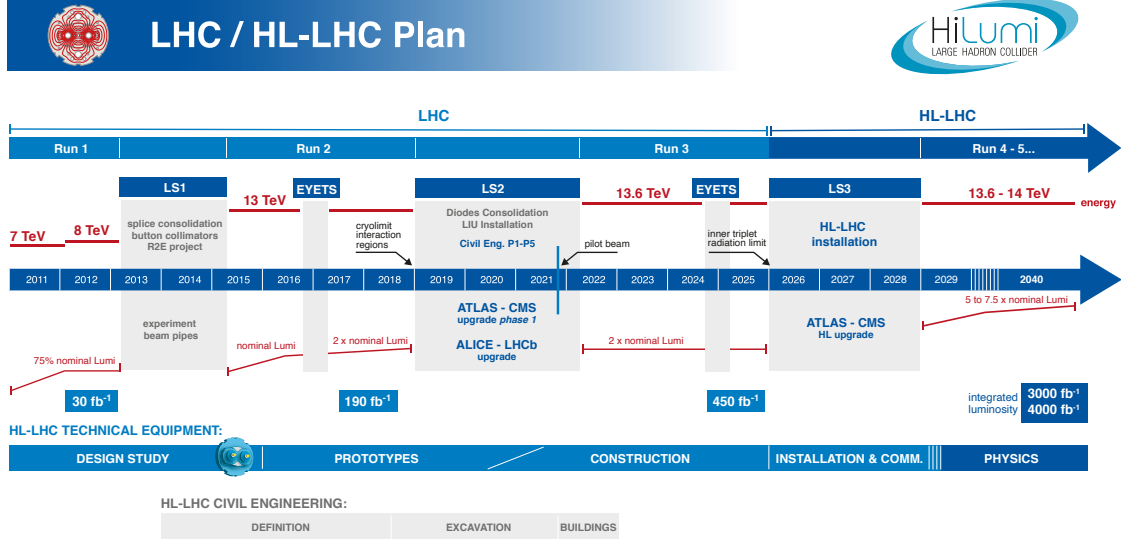 LHC / HL-LHC Plan
HiLumi
LARGE HADRON COLLIDER
LHC
HL-LHC
Run 1
Run 2
Run 3
Run 4 - 5...
LS1
EYETS
LS2
EYETS
LS3
13 TeV
13.6 TeV
13.6 - 14 TeV
energy
7 TeV
8 TeV
splice consolidation
button collimators
R2E project
cryolimit
interaction
regions
Diodes Consolidation
LIU Installation
Civil Eng. P1-P5
pilot beam
inner triplet
radiation limit
HL-LHC
installation
2011
2012
2013
2014
2015
2016
2017
2018
2019
2020
2021
2022
2023
2024
2025
2026
2027
2028
2029
2040
5 to 7.5 x nominal Lumi
experiment
beam pipes
ATLAS - CMS
upgrade phase 1
ALICE - LHCb
upgrade
ATLAS - CMS
HL upgrade
75% nominal Lumi
nominal Lumi
2 x nominal Lumi
2 x nominal Lumi
30 fb-1
190 fb-1
450 fb-1
integrated
luminosity
3000 fb-1
4000 fb-1
HL-LHC TECHNICAL EQUIPMENT:
DESIGN STUDY
PROTOTYPES
CONSTRUCTION
INSTALLATION & COMM.
PHYSICS
HL-LHC CIVIL ENGINEERING:
DEFINITION
EXCAVATION
BUILDINGS